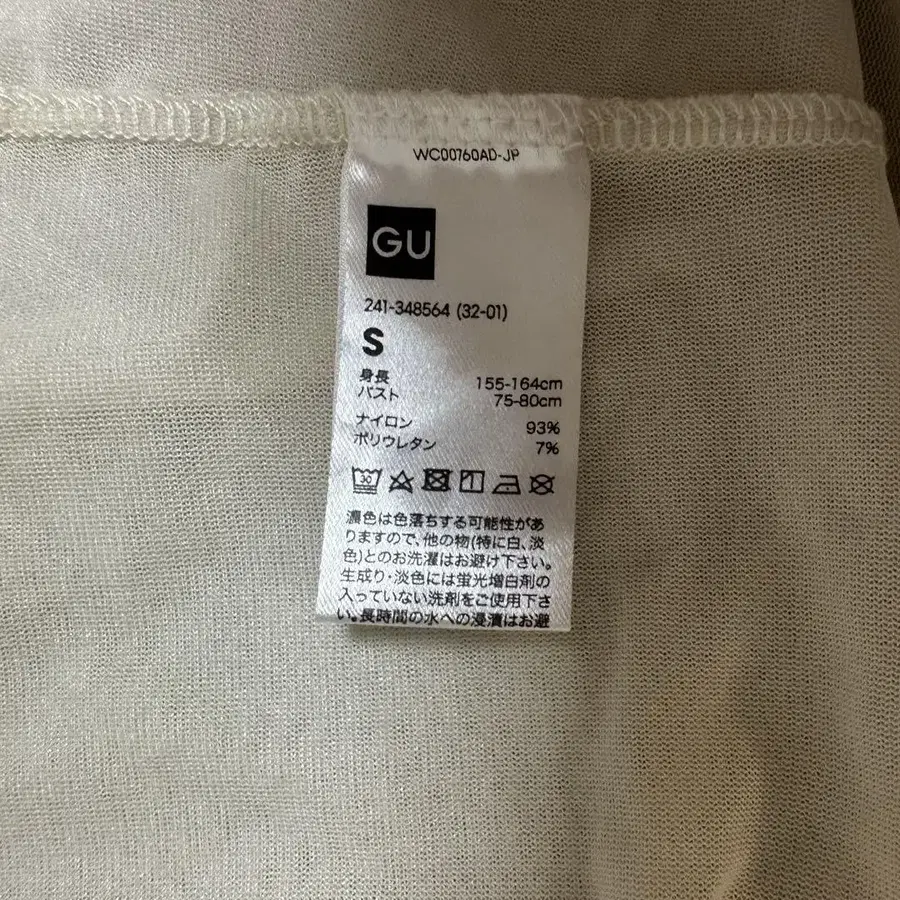 WC00760AD-JP
GU
241-348564 (32-01)
S
身長 155-164cm
バスト 75-80cm
ナイロン 93%
ポリウレタン 7%
30
濃色は色落ちする可能性があ
りますので、他の物(特に白、淡
色)とのお洗濯はお避け下さい。
生成り・淡色には蛍光増白剤の
入っていない洗剤をご使用下さ
い。長時間の水への浸漬はお避